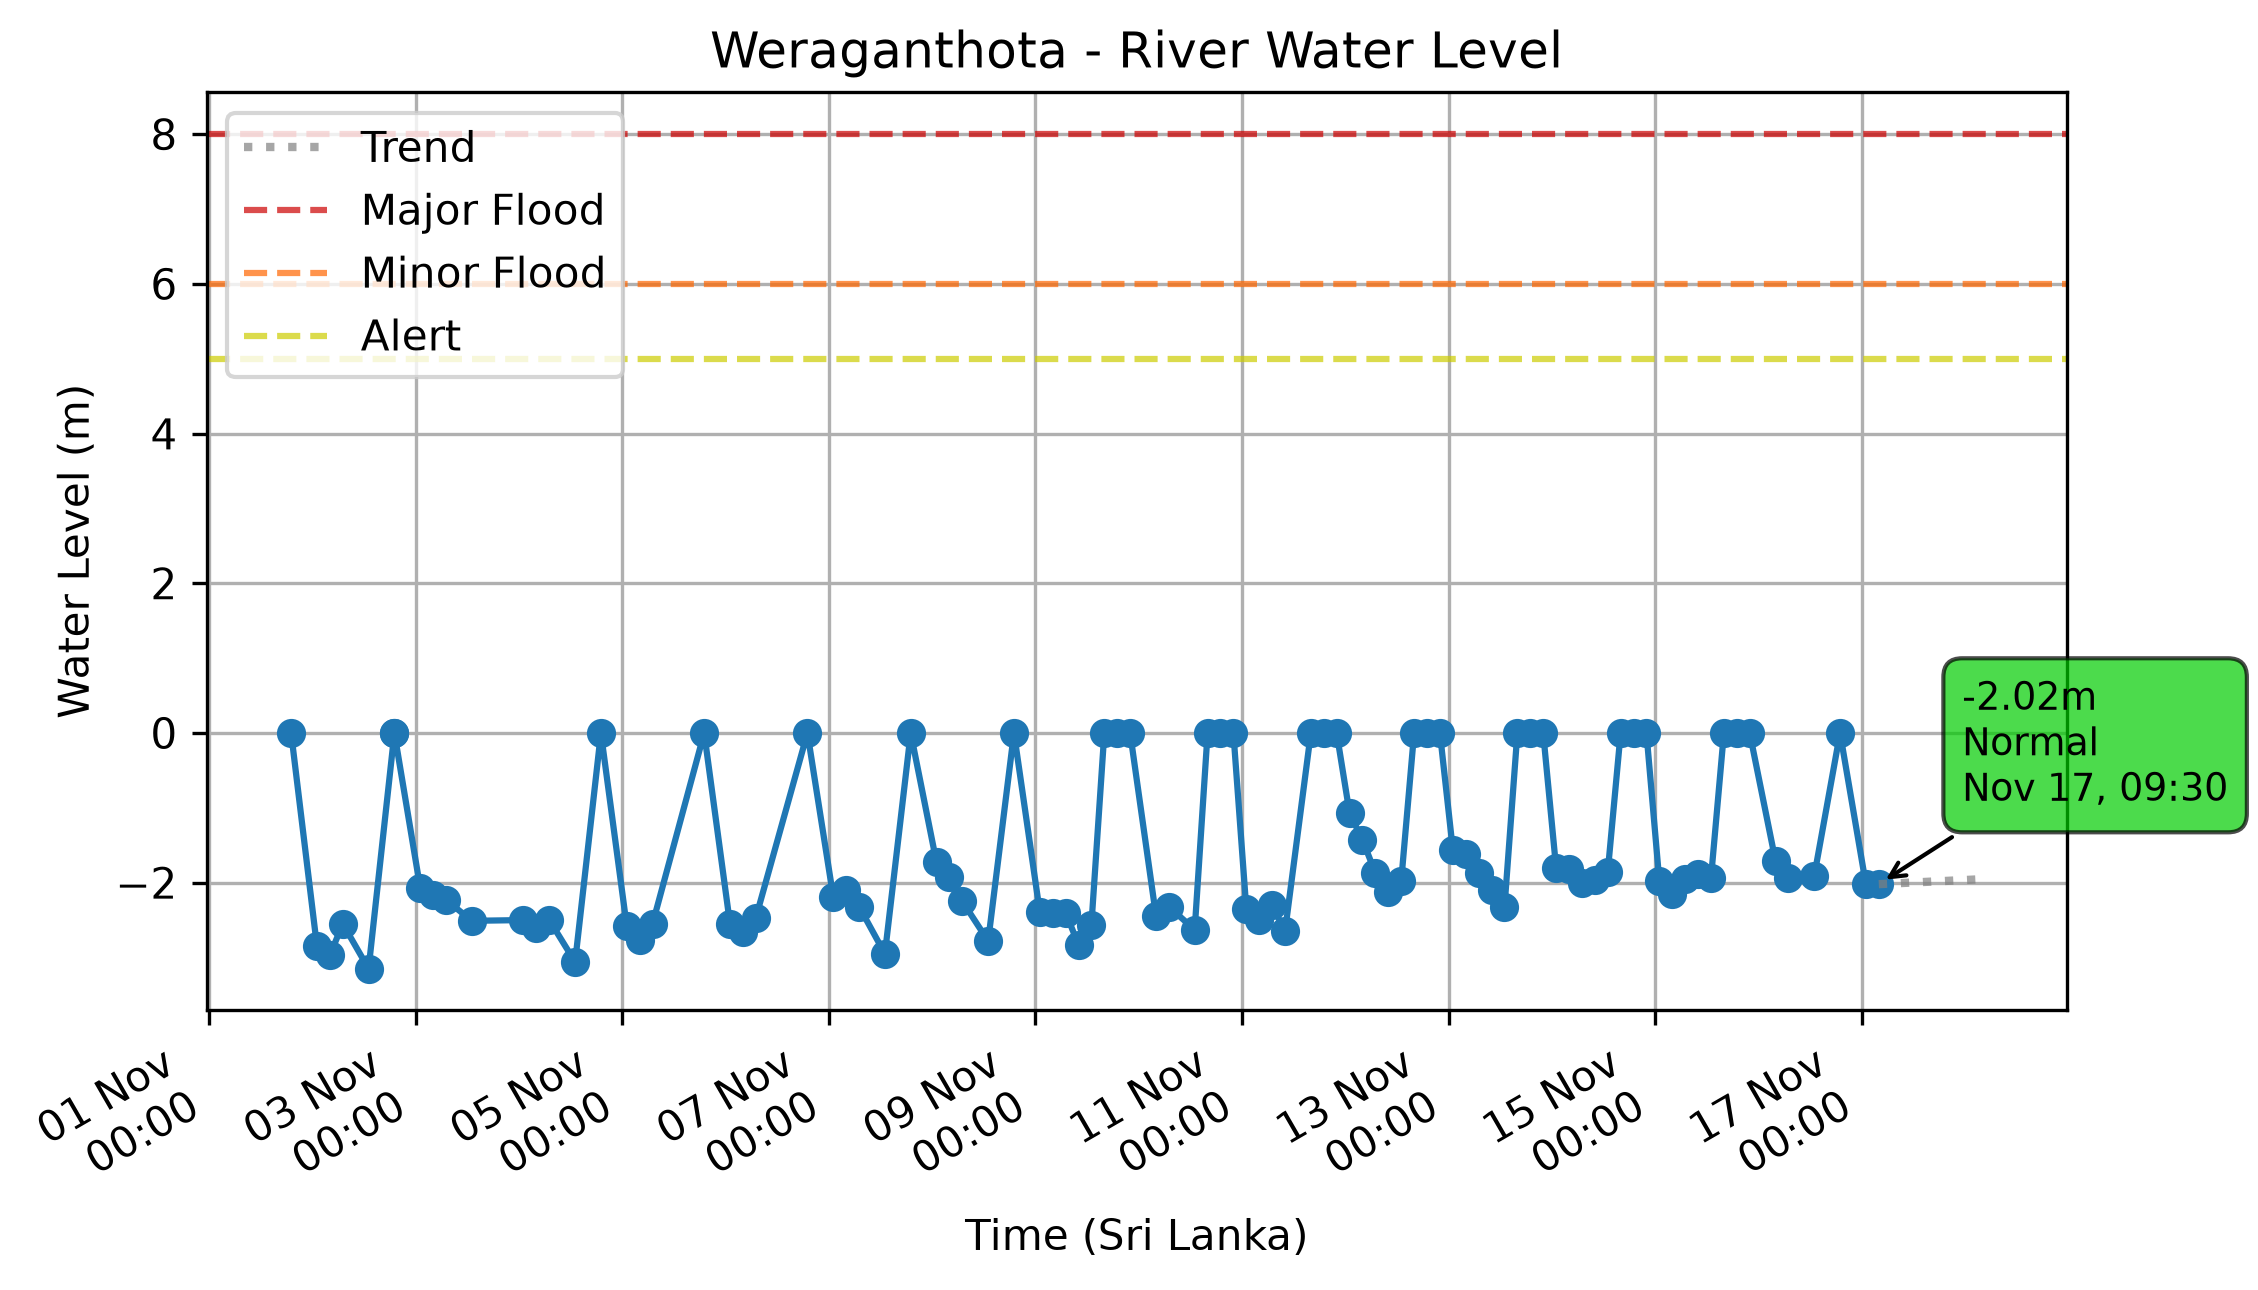 Weraganthota - River Water Level
Trend
Major Flood
Minor Flood
Alert
Water Level (m)
8
6
4
2
0
−2
-2.02m
Normal
Nov 17, 09:30
01 Nov
00:00
03 Nov
00:00
05 Nov
00:00
07 Nov
00:00
09 Nov
00:00
11 Nov
00:00
13 Nov
00:00
15 Nov
00:00
17 Nov
00:00
Time (Sri Lanka)